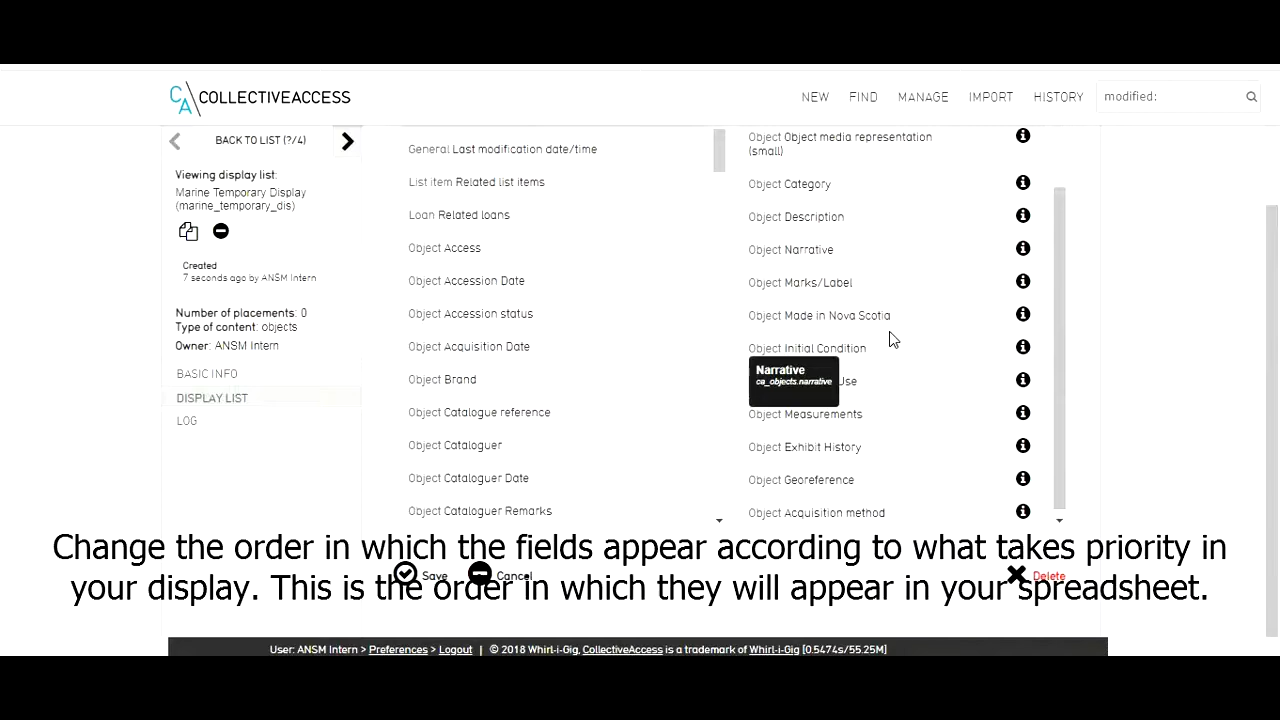 CA COLLECTIVEACCESS
NEW FIND MANAGE IMPORT HISTORY modified:
BACK TO LIST (?/4)
Viewing display list:
Marine Temporary Display
(marine_temporary_dis)
Created
7 seconds ago by ANSM Intern
Number of placements: 0
Type of content: objects
Owner: ANSM Intern
BASIC INFO
DISPLAY LIST
LOG
General Last modification date/time
List item Related list items
Loan Related loans
Object Access
Object Accession Date
Object Accession status
Object Acquisition Date
Object Brand
Object Catalogue reference
Object Cataloguer
Object Cataloguer Date
Object Cataloguer Remarks
Object Object media representation
(small)
Object Category
Object Description
Object Narrative
Object Marks/Label
Object Made in Nova Scotia
Object Initial Condition
Narrative
ca_objects.narrative
Use
Object Measurements
Object Exhibit History
Object Georeference
Object Acquisition method
Save Cancel Delete
Change the order in which the fields appear according to what takes priority in
your display. This is the order in which they will appear in your spreadsheet.
User: ANSM Intern > Preferences > Logout | © 2018 Whirl-i-Gig, CollectiveAccess is a trademark of Whirl-i-Gig [0.5474s/55.25M]